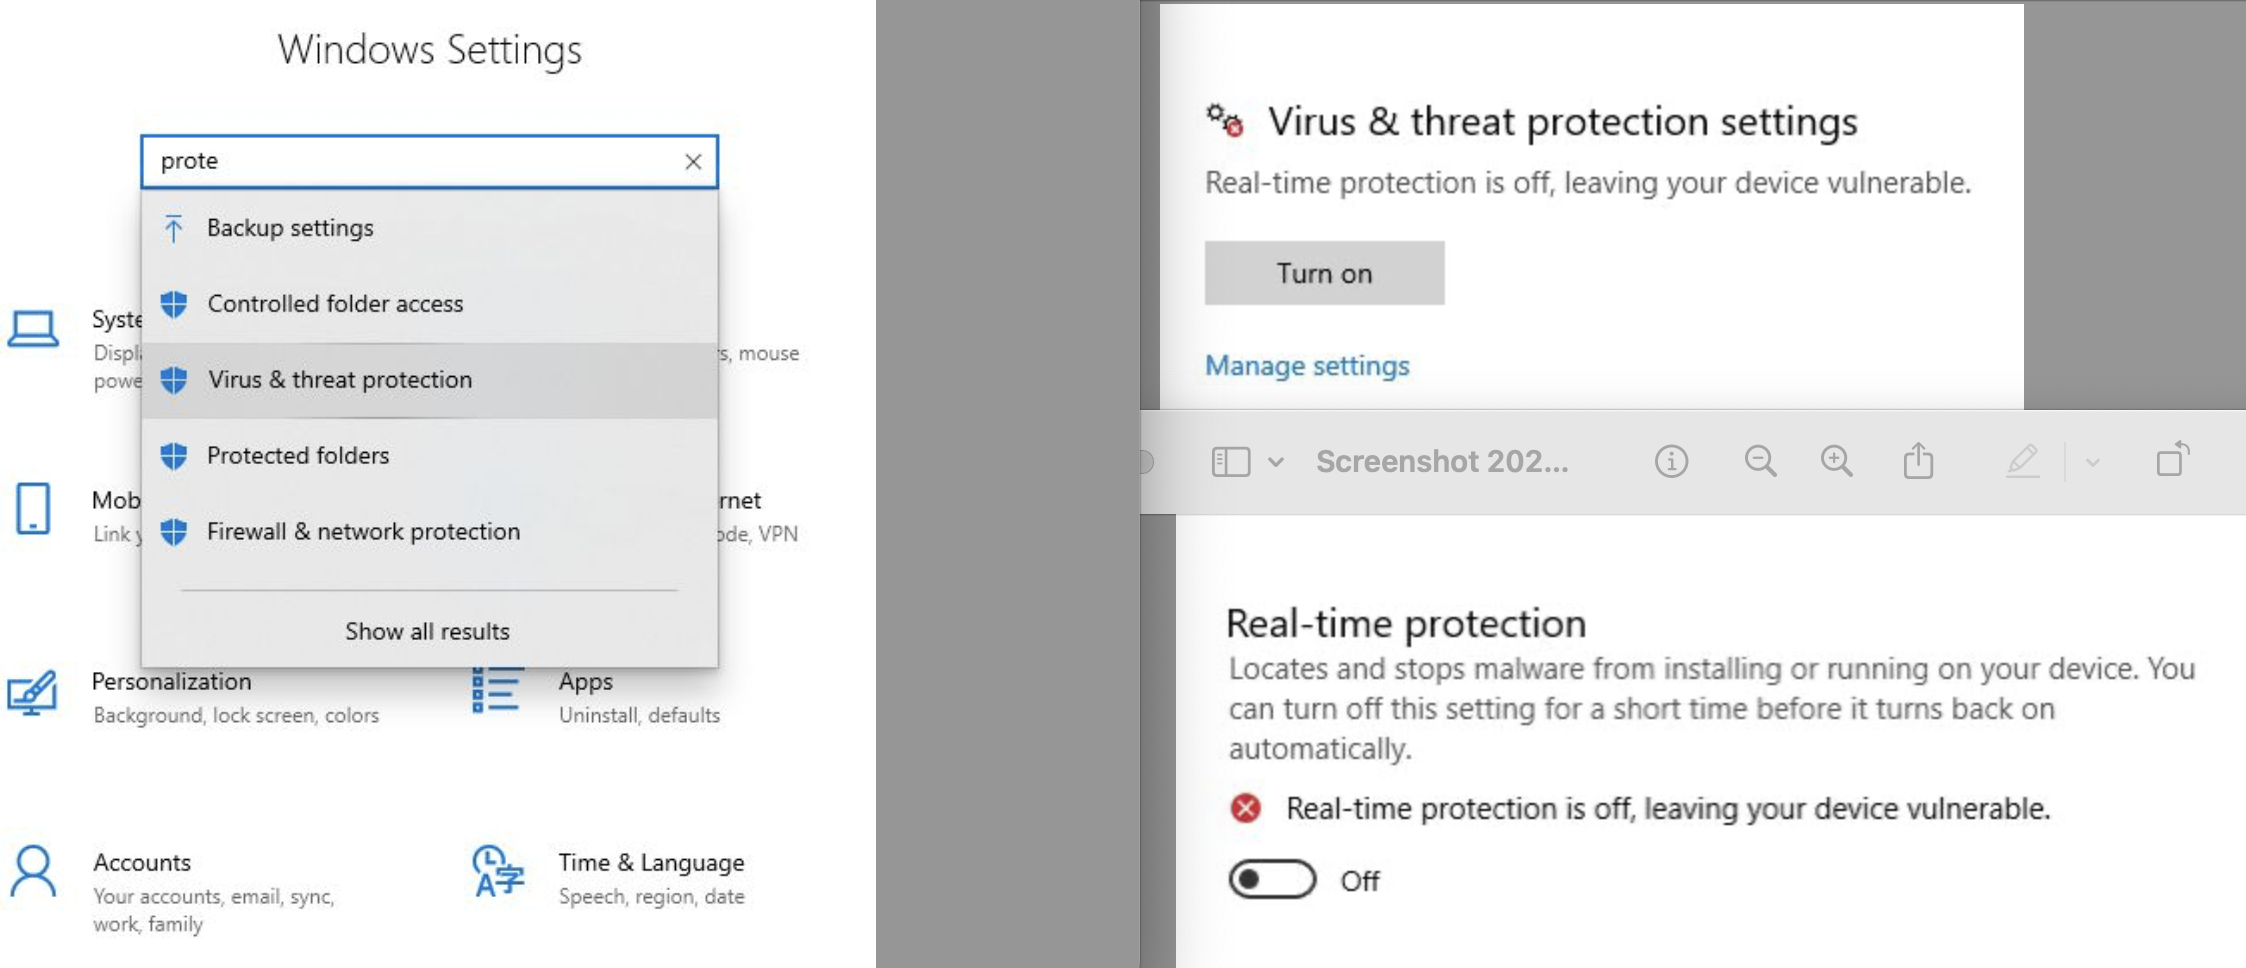 Windows Settings
prote
Backup settings
Controlled folder access
Virus & threat protection
Protected folders
Firewall & network protection
Show all results
Syste
Displ
powe
s, mouse
Mob
Link y
rnet
ode, VPN
Personalization
Background, lock screen, colors
Apps
Uninstall, defaults
Accounts
Your accounts, email, sync,
work, family
Time & Language
Speech, region, date
Virus & threat protection settings
Real-time protection is off, leaving your device vulnerable.
Turn on
Manage settings
Screenshot 202...
Real-time protection
Locates and stops malware from installing or running on your device. You
can turn off this setting for a short time before it turns back on
automatically.
Real-time protection is off, leaving your device vulnerable.
Off